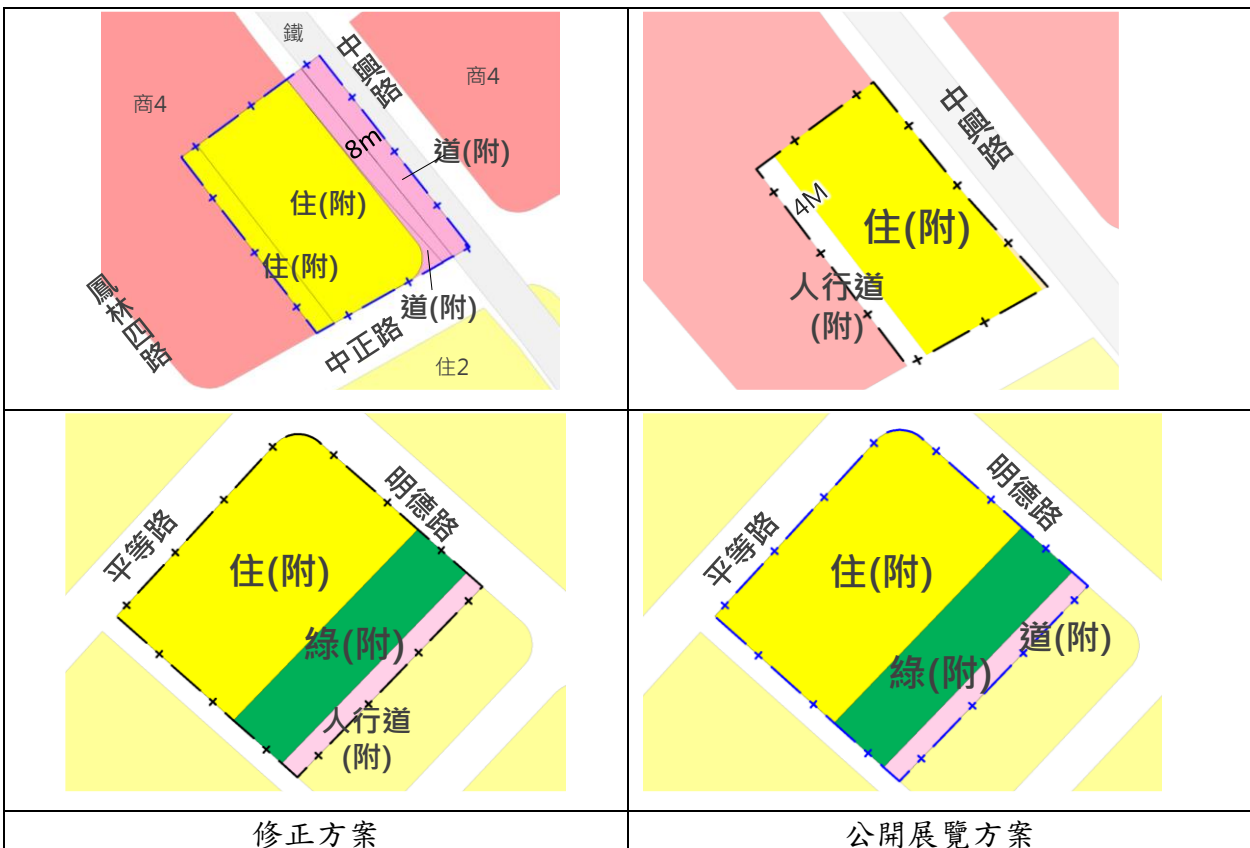 鐵
中興路
商4
商4
8m
道(附)
住(附)
住(附)
道(附)
鳳林四路
中正路
住2
中興路
4M
住(附)
人行道
(附)
明德路
平等路
住(附)
綠(附)
人行道
(附)
明德路
平等路
住(附)
道(附)
綠(附)
修正方案
公開展覽方案